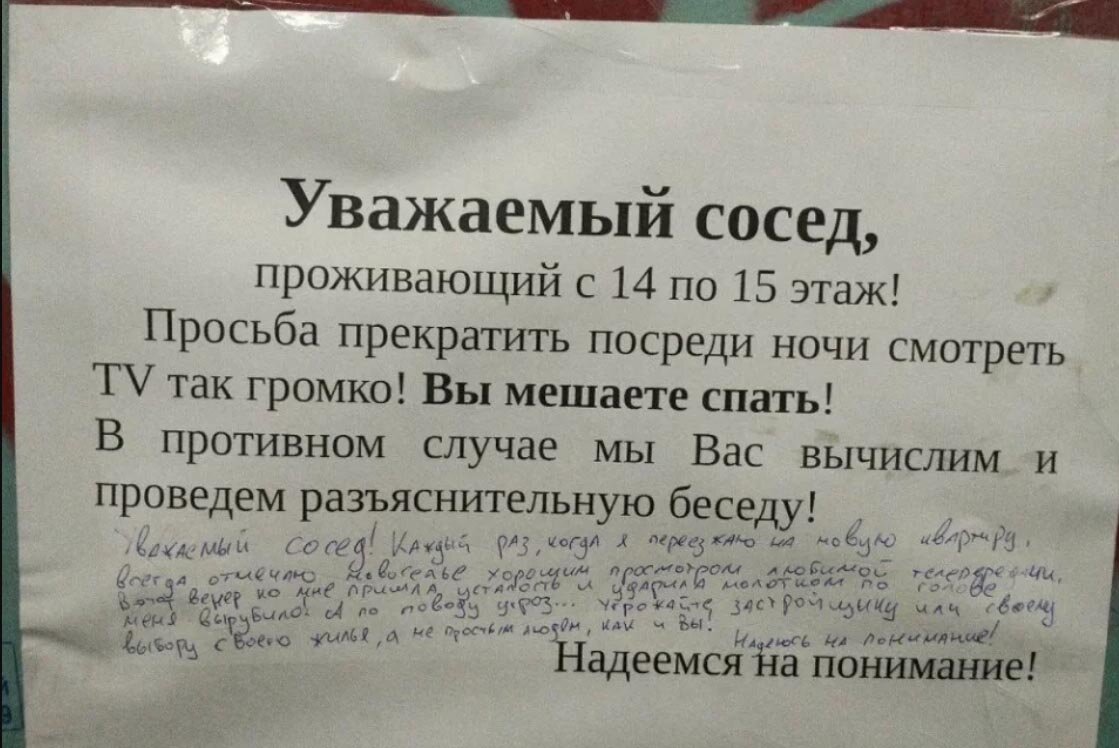 Уважаемый сосед,
проживающий с 14 по 15 этаж!
Просьба прекратить посреди ночи смотреть
TV так громко! Вы мешаете спать!
В противном случае мы Вас вычислим и
проведем разъяснительную беседу!
Уважаемый сосед! Каждый раз, когда я переезжаю на новую квартиру,
всегда отмечаю новоселье хорошим просмотром любимой телепередачи.
В этот вечер ко мне пришла усталость и ударила молотком по голове
меня вырубило! А по поводу угроз... Угрожайте застройщику или своему
выбору своего жилья, а не простым людям, как и вы! Надеюсь на понимание!
Надеемся на понимание!